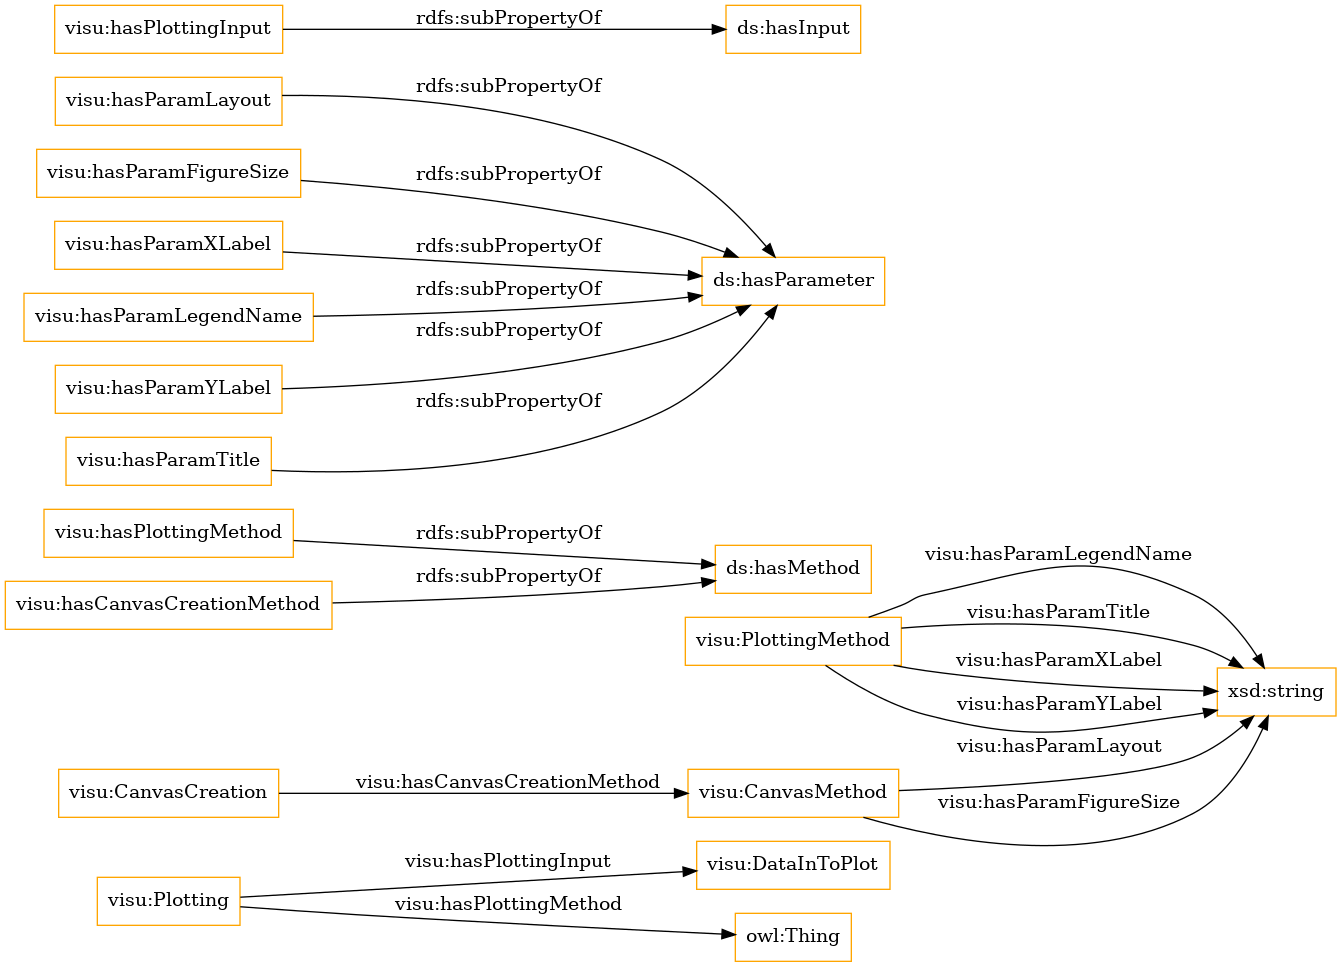 visu:hasPlottingInput
rdfs:subPropertyOf
ds:hasInput
visu:hasParamLayout
rdfs:subPropertyOf
visu:hasParamFigureSize
rdfs:subPropertyOf
visu:hasParamXLabel
rdfs:subPropertyOf
ds:hasParameter
visu:hasParamLegendName
rdfs:subPropertyOf
visu:hasParamYLabel
rdfs:subPropertyOf
visu:hasParamTitle
rdfs:subPropertyOf
visu:hasPlottingMethod
rdfs:subPropertyOf
ds:hasMethod
visu:hasCanvasCreationMethod
rdfs:subPropertyOf
visu:PlottingMethod
visu:hasParamLegendName
visu:hasParamTitle
visu:hasParamXLabel
visu:hasParamYLabel
xsd:string
visu:CanvasCreation
visu:hasCanvasCreationMethod
visu:CanvasMethod
visu:hasParamLayout
visu:hasParamFigureSize
visu:Plotting
visu:hasPlottingInput
visu:DataInToPlot
visu:hasPlottingMethod
owl:Thing